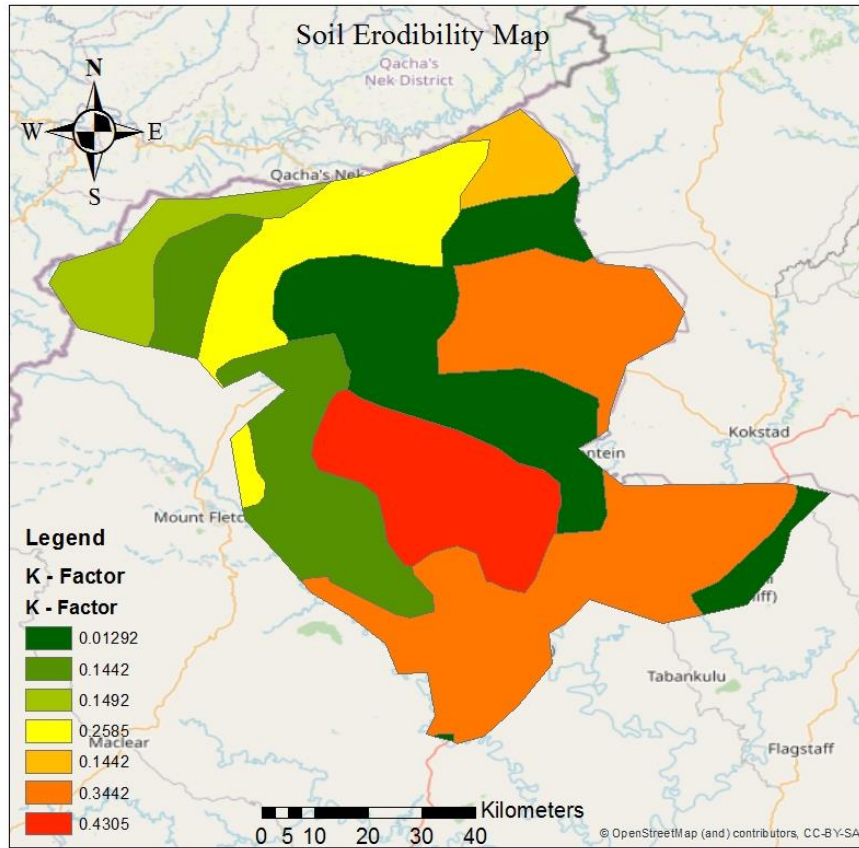 Soil Erodibility Map
Qacha's
Nek District
N
W
E
S
Qacha's Nek
Kokstad
ntein
Mount Fletc
Legend
K - Factor
K - Factor
0.01292
0.1442
0.1492
0.2585
0.1442
0.3442
0.4305
iff)
)
Tabankulu
Maclear
Flagstaff
Kilometers
0 5 10 20 30 40
© OpenStreetMap (and) contributors, CC-BY-SA